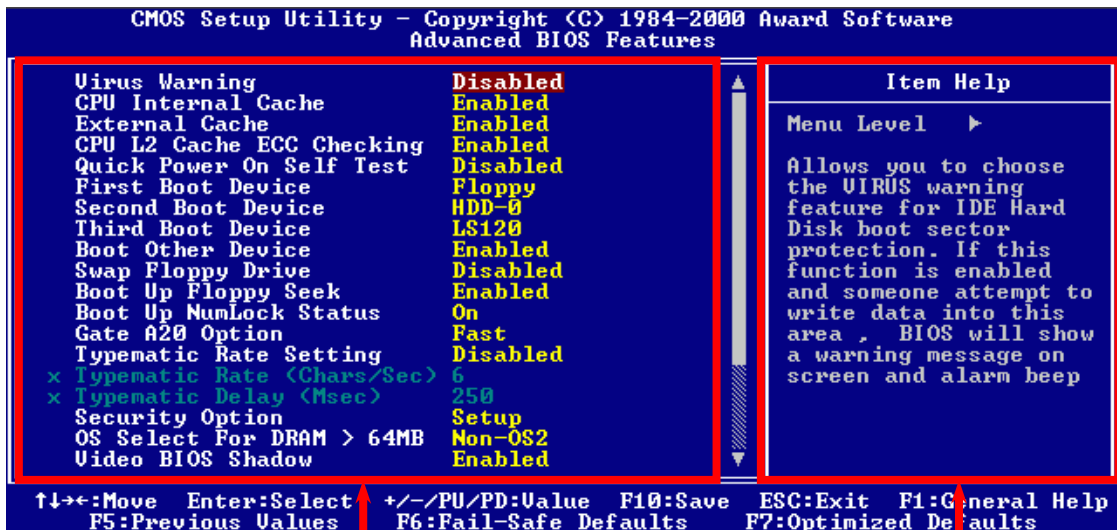 CMOS Setup Utility - Copyright (C) 1984-2000 Award Software
Advanced BIOS Features
Virus Warning Disabled
CPU Internal Cache Enabled
External Cache Enabled
CPU L2 Cache ECC Checking Enabled
Quick Power On Self Test Disabled
First Boot Device Floppy
Second Boot Device HDD-0
Third Boot Device LS120
Boot Other Device Enabled
Swap Floppy Drive Disabled
Boot Up Floppy Seek Enabled
Boot Up NumLock Status On
Gate A20 Option Fast
Typematic Rate Setting Disabled
x Typematic Rate (Chars/Sec) 6
x Typematic Delay (Msec) 250
Security Option Setup
OS Select For DRAM > 64MB Non-OS2
Video BIOS Shadow Enabled
Item Help
Menu Level ►
Allows you to choose
the VIRUS warning
feature for IDE Hard
Disk boot sector
protection. If this
function is enabled
and someone attempt to
write data into this
area , BIOS will show
a warning message on
screen and alarm beep
↑↓→←:Move Enter:Select +/-/PU/PD:Value F10:Save ESC:Exit F1:General Help
F5:Previous Values F6:Fail-Safe Defaults F7:Optimized Defaults